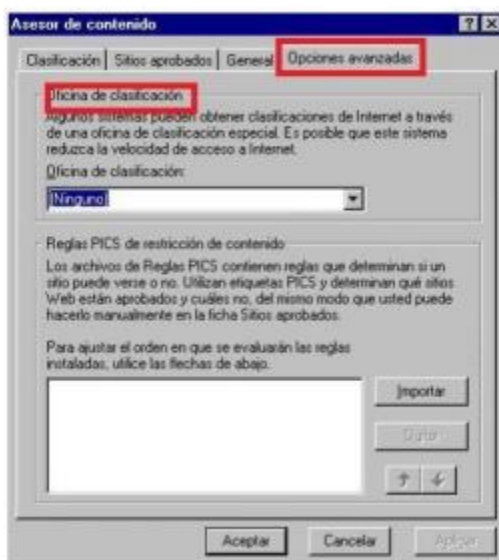 Asesor de contenido
Clasificación Sitios aprobados General Opciones avanzadas
Oficina de clasificación
Algunos sistemas pueden obtener clasificaciones de Internet a través
de una oficina de clasificación especial. Es posible que este sistema
reduzca la velocidad de acceso a Internet.
Oficina de clasificación:
[Ninguno]
Reglas PICS de restricción de contenido
Los archivos de Reglas PICS contienen reglas que determinan si un
sitio puede verse o no. Utilizan etiquetas PICS y determinan qué sitios
Web están aprobados y cuáles no, del mismo modo que usted puede
hacerlo manualmente en la ficha Sitios aprobados.
Para ajustar el orden en que se evaluarán las reglas
instaladas, utilice las flechas de abajo.
Importar
Quitar
Aceptar Cancelar Aplicar